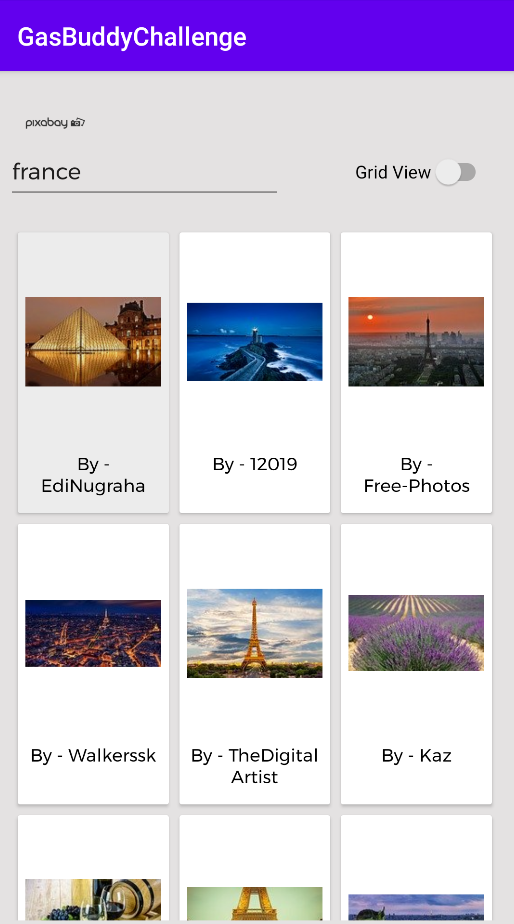 GasBuddyChallenge
pixabay
france
Grid View
By -
EdiNugraha
By - 12019
By -
Free-Photos
By - Walkerssk
By - TheDigital
Artist
By - Kaz